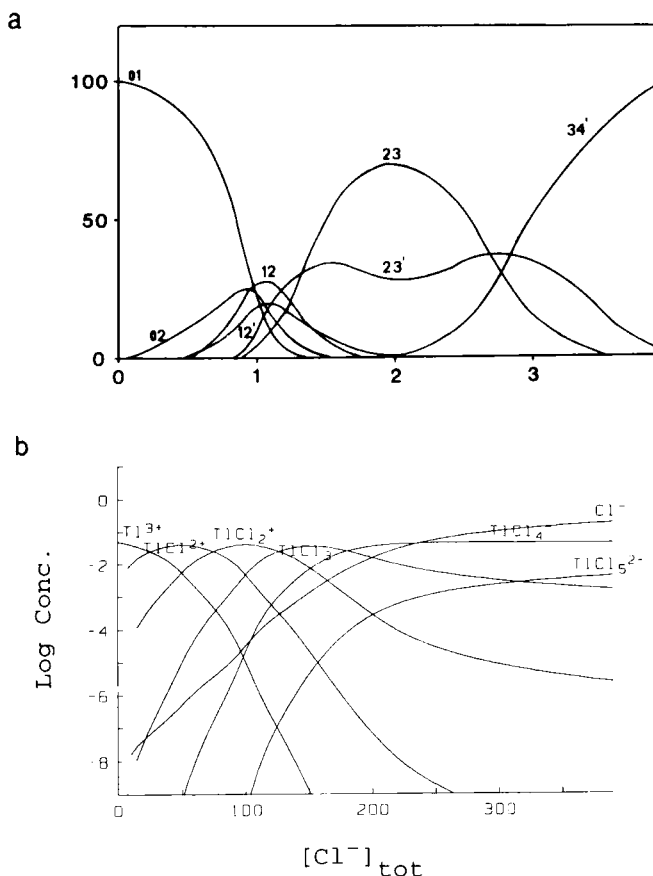 a
100
50
0
01
02
12
12'
23
23'
34'
0 1 2 3
b
Log Conc.
0
-2
-4
-6
-8
Tl³⁺
TlCl²⁺
TlCl₂⁺
TlCl₃
TlCl₄⁻
Cl⁻
TlCl₅²⁻
0 100 200 300
[Cl⁻]tot